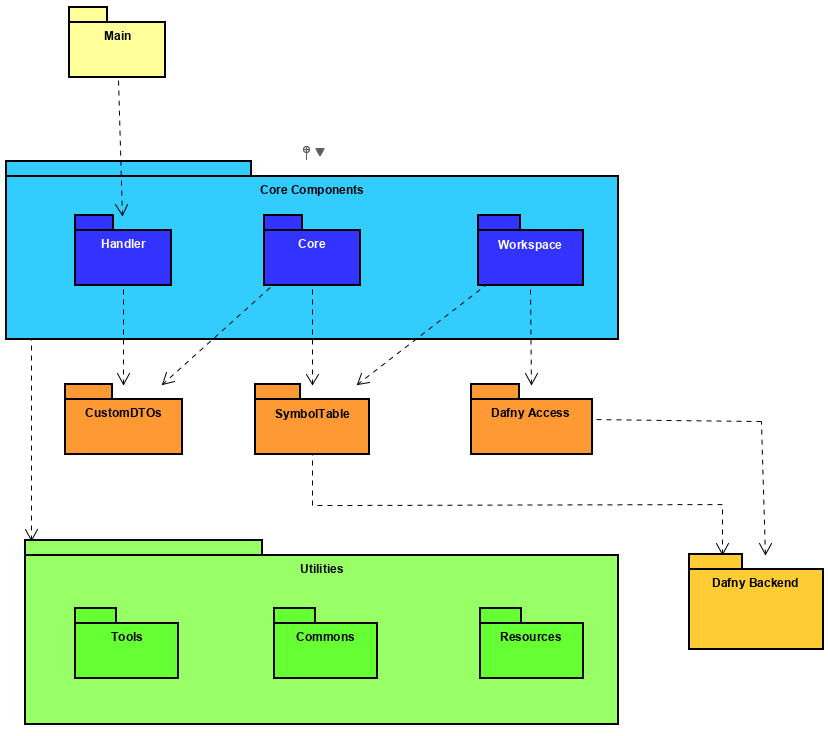 Main
Core Components
Handler
Core
Workspace
CustomDTOs
SymbolTable
Dafny Access
Utilities
Dafny Backend
Tools
Commons
Resources